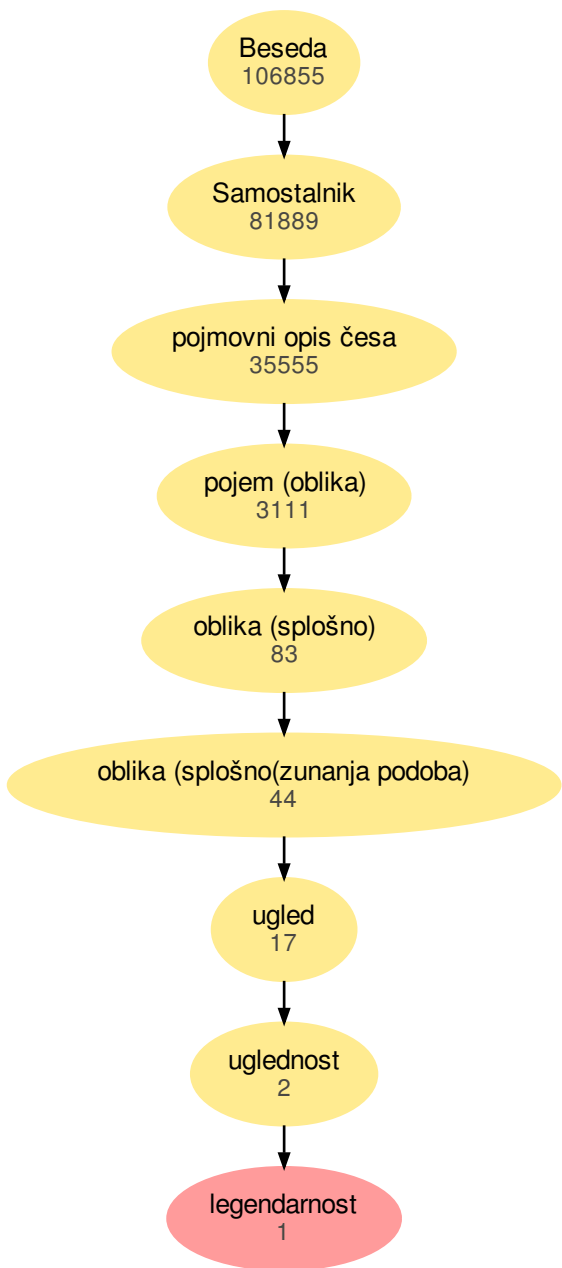 Beseda
106855
Samostalnik
81889
pojmovni opis česa
35555
pojem (oblika)
3111
oblika (splošno)
83
oblika (splošno(zunanja podoba)
44
ugled
17
uglednost
2
legendarnost
1